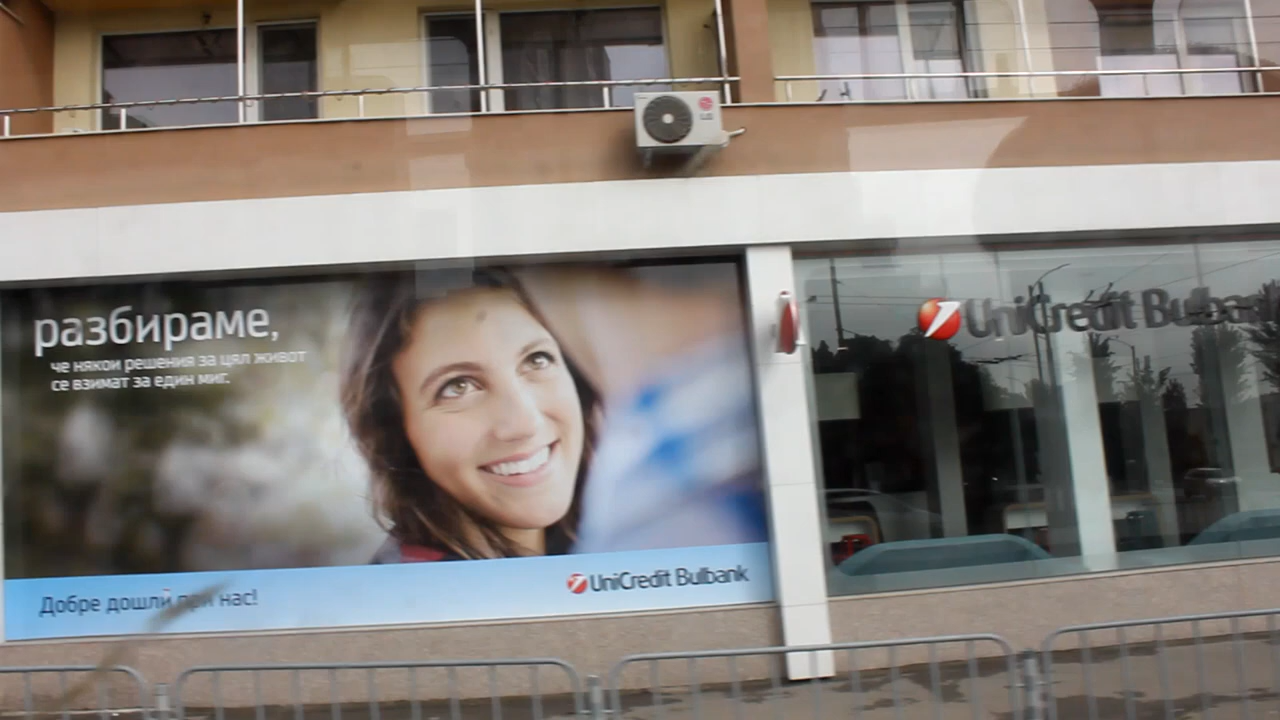 LG
разбираме,
че някои решения за цял живот
се взимат за един миг.
UniCredit Bulbank
Добре дошли при нас!
UniCredit Bulbank